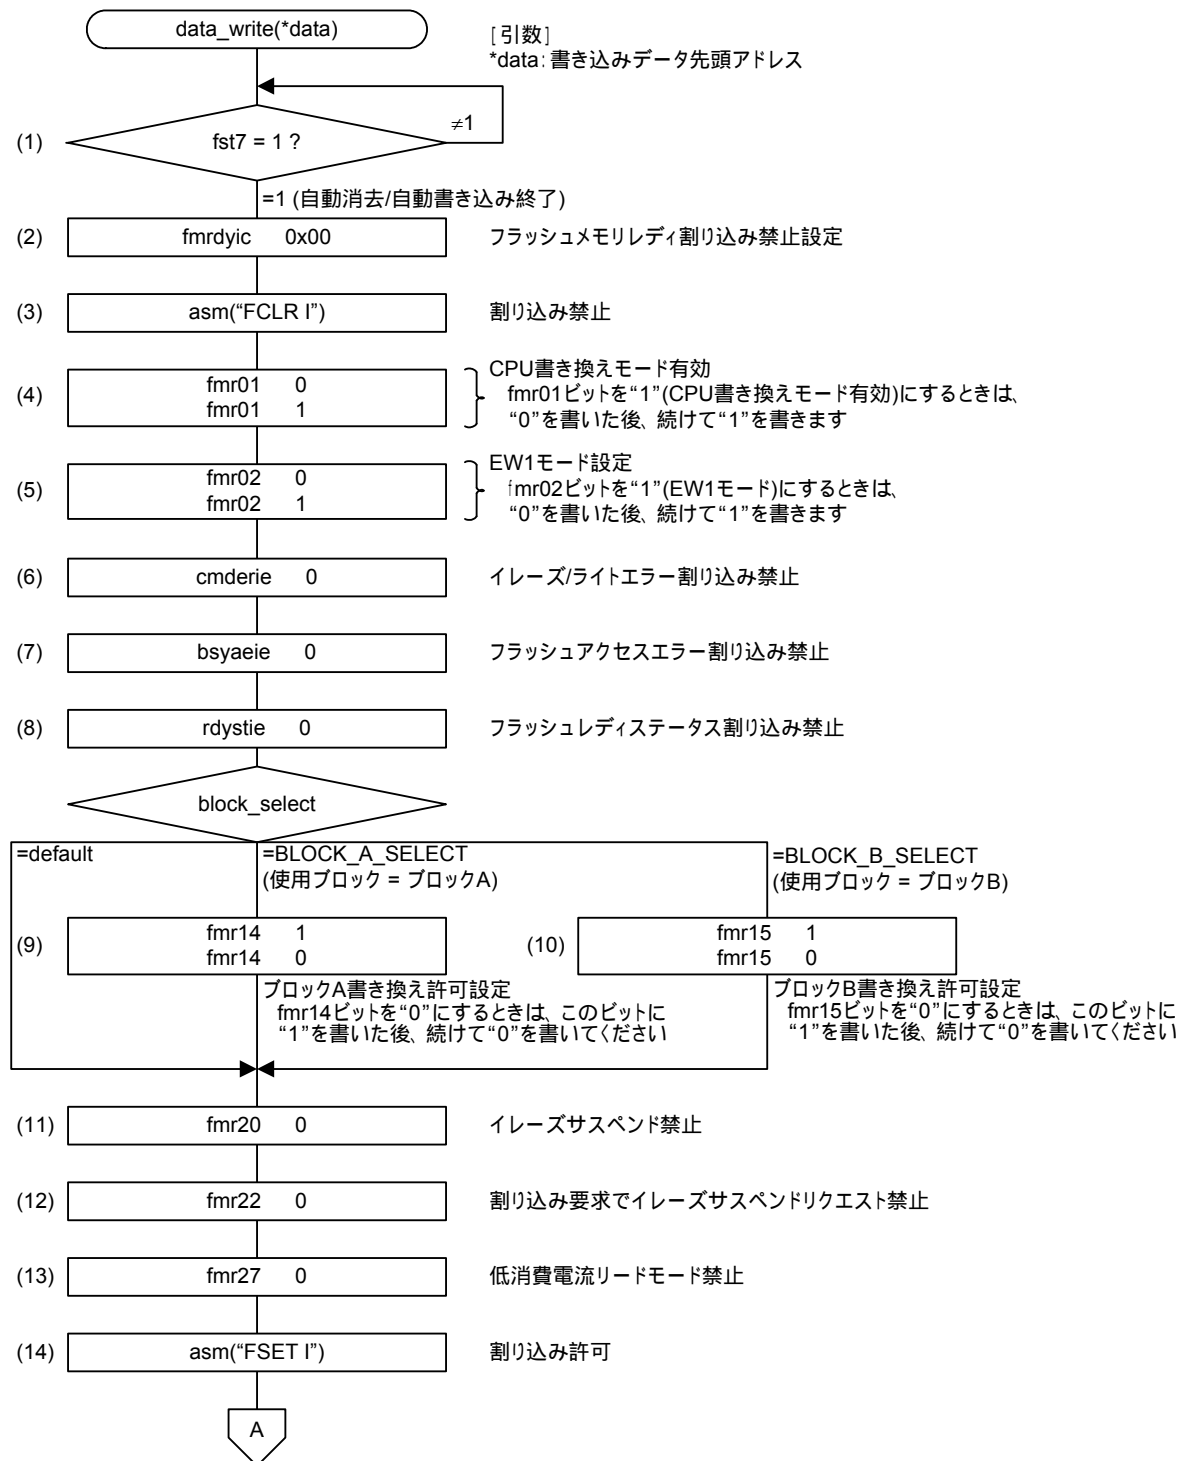 data_write(*data)
[引数]
*data: 書き込みデータ先頭アドレス
(1)
fst7 = 1 ?
≠1
=1 (自動消去/自動書き込み終了)
(2)
fmrdyic 0x00
フラッシュメモリレディ割り込み禁止設定
(3)
asm(“FCLR I”)
割り込み禁止
(4)
fmr01 0
fmr01 1
CPU書き換えモード有効
fmr01ビットを“1”(CPU書き換えモード有効)にするときは、
“0”を書いた後、続けて“1”を書きます
(5)
fmr02 0
fmr02 1
EW1モード設定
fmr02ビットを“1”(EW1モード)にするときは、
“0”を書いた後、続けて“1”を書きます
(6)
cmderie 0
イレーズ/ライトエラー割り込み禁止
(7)
bsyaeie 0
フラッシュアクセスエラー割り込み禁止
(8)
rdystie 0
フラッシュレディステータス割り込み禁止
block_select
=default
=BLOCK_A_SELECT
(使用ブロック = ブロックA)
=BLOCK_B_SELECT
(使用ブロック = ブロックB)
(9)
fmr14 1
fmr14 0
(10)
fmr15 1
fmr15 0
ブロックA書き換え許可設定
fmr14ビットを“0”にするときは、このビットに
“1”を書いた後、続けて“0”を書いてください
ブロックB書き換え許可設定
fmr15ビットを“0”にするときは、このビットに
“1”を書いた後、続けて“0”を書いてください
(11)
fmr20 0
イレーズサスペンド禁止
(12)
fmr22 0
割り込み要求でイレーズサスペンドリクエスト禁止
(13)
fmr27 0
低消費電流リードモード禁止
(14)
asm(“FSET I”)
割り込み許可
A